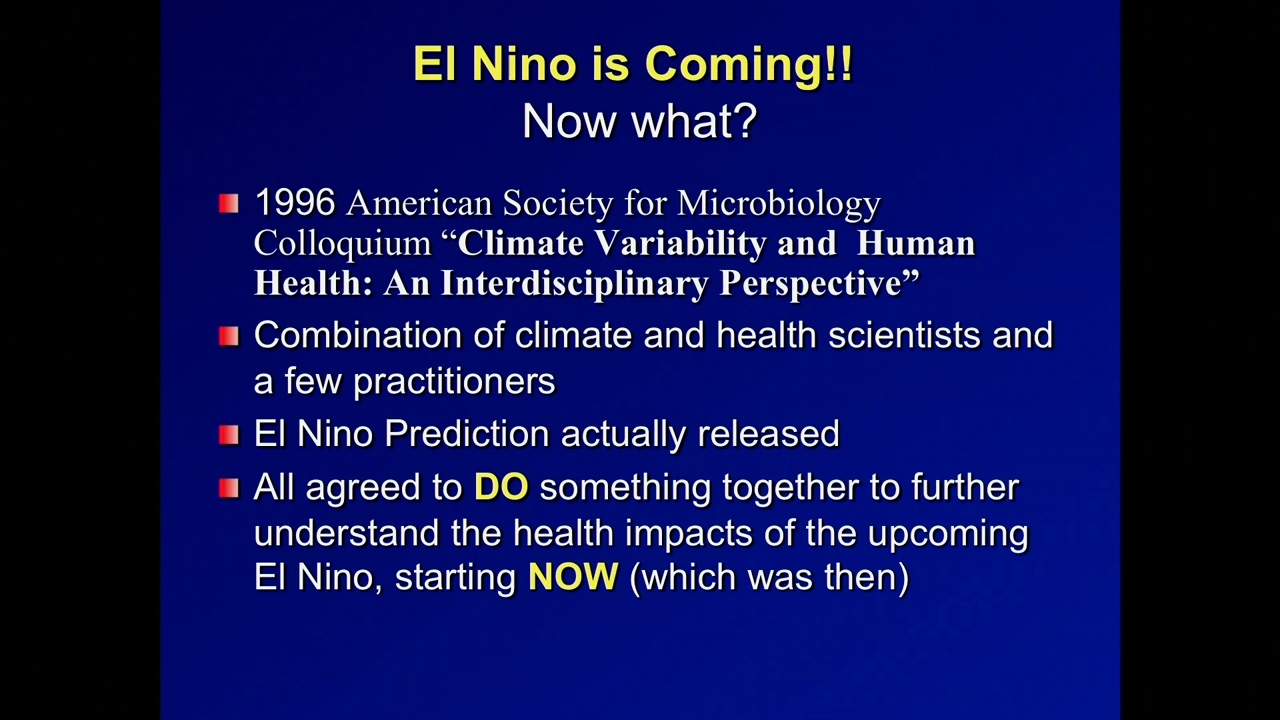 El Nino is Coming!!
Now what?
1996 American Society for Microbiology
Colloquium “Climate Variability and  Human
Health: An Interdisciplinary Perspective”
Combination of climate and health scientists and
a few practitioners
El Nino Prediction actually released
All agreed to DO something together to further
understand the health impacts of the upcoming
El Nino, starting NOW (which was then)